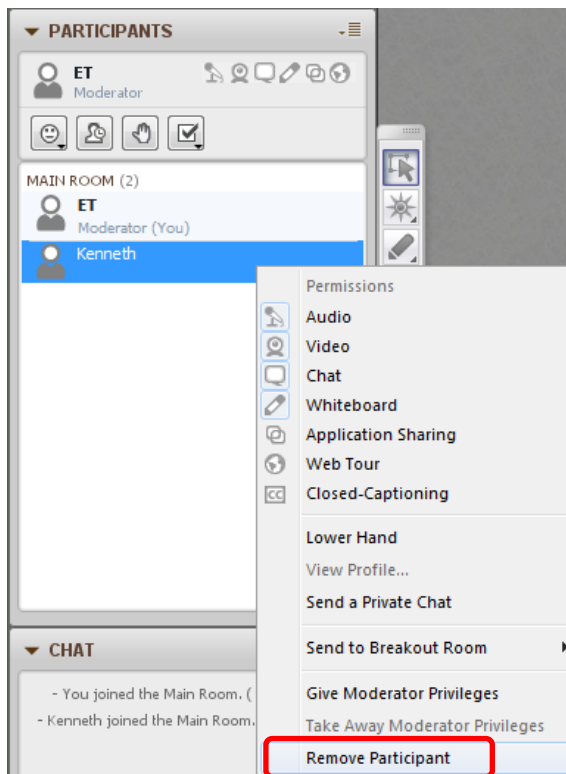 PARTICIPANTS
ET
Moderator
MAIN ROOM (2)
ET
Moderator (You)
Kenneth
Permissions
Audio
Video
Chat
Whiteboard
Application Sharing
Web Tour
CC Closed-Captioning
Lower Hand
View Profile...
Send a Private Chat
Send to Breakout Room
Give Moderator Privileges
Take Away Moderator Privileges
Remove Participant
CHAT
- You joined the Main Room. (
- Kenneth joined the Main Room.